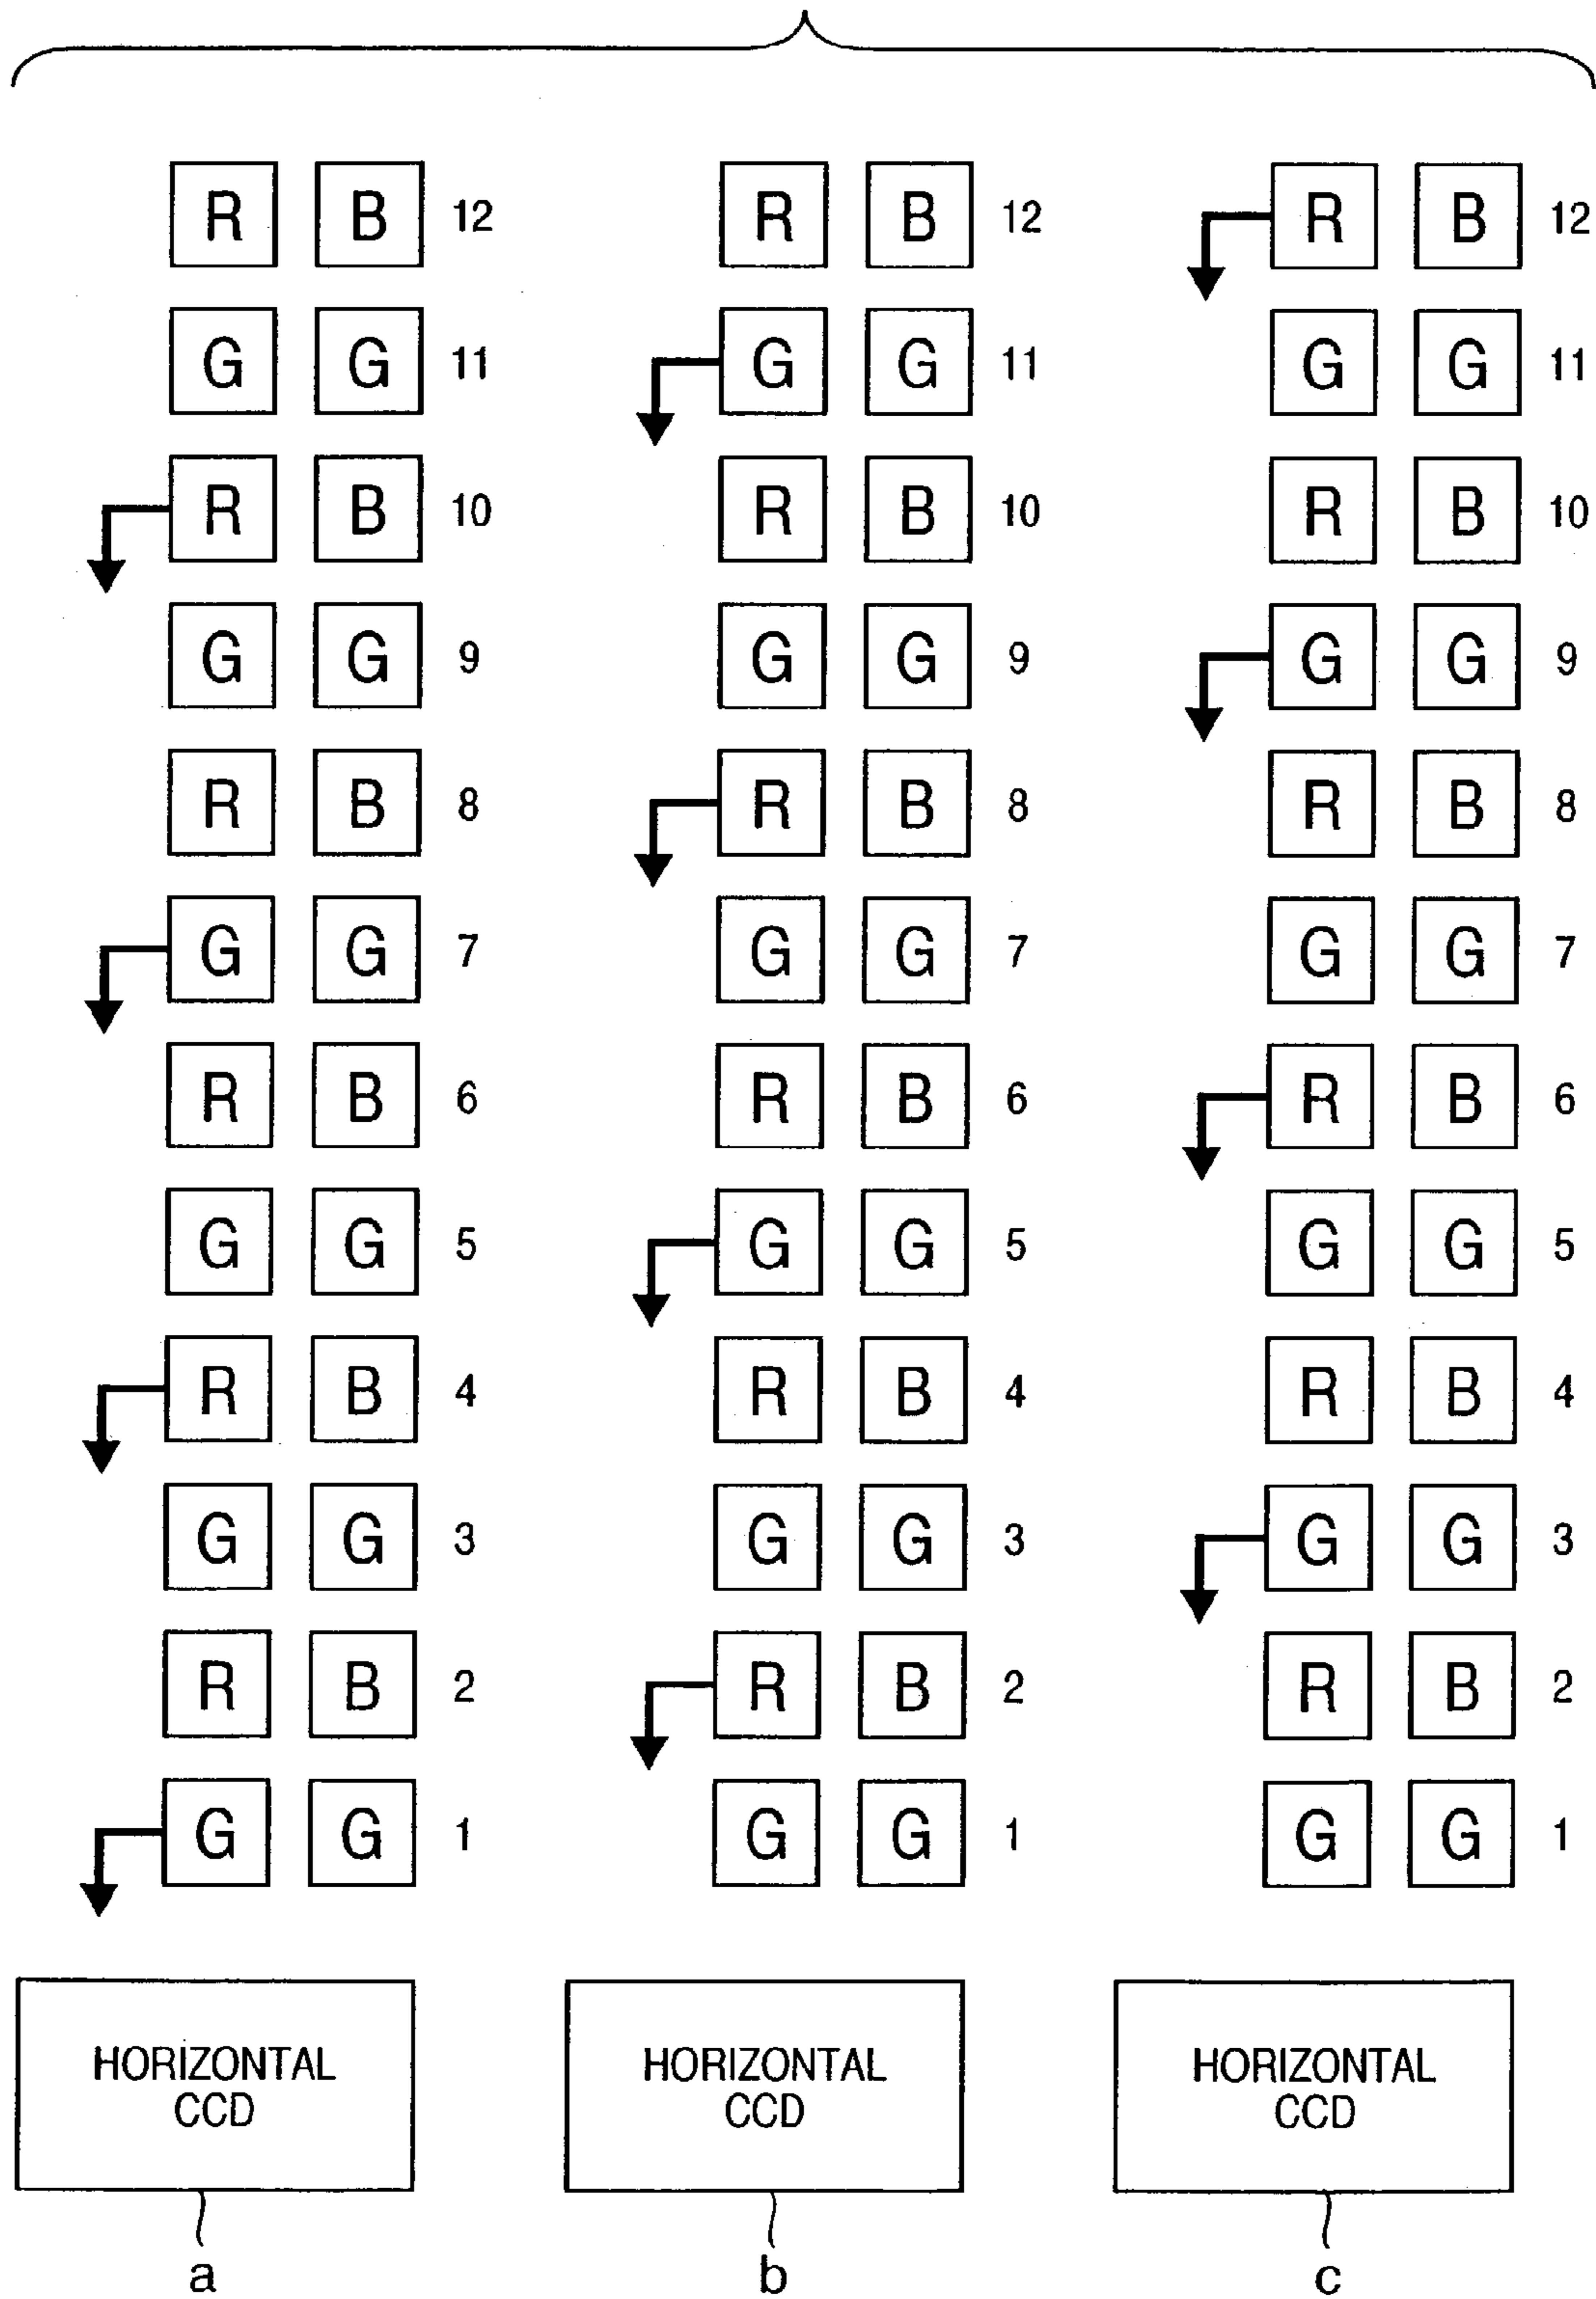 R B 12 R B 12 R B 12
G G 11 G G 11 G G 11
R B 10 R B 10 R B 10
G G 9 G G 9 G G 9
R B 8 R B 8 R B 8
G G 7 G G 7 G G 7
R B 6 R B 6 R B 6
G G 5 G G 5 G G 5
R B 4 R B 4 R B 4
G G 3 G G 3 G G 3
R B 2 R B 2 R B 2
G G 1 G G 1 G G 1
HORIZONTAL
CCD
HORIZONTAL
CCD
HORIZONTAL
CCD
a b c